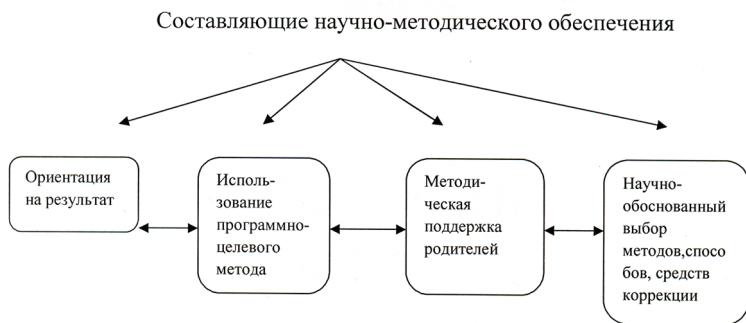 Составляющие научно-методического обеспечения
Ориентация
на результат
Исполь-
зование
программно-
целевого
метода
Методи-
ческая
поддержка
родителей
Научно-
обоснованный
выбор
методов,спосо
бов, средств
коррекции